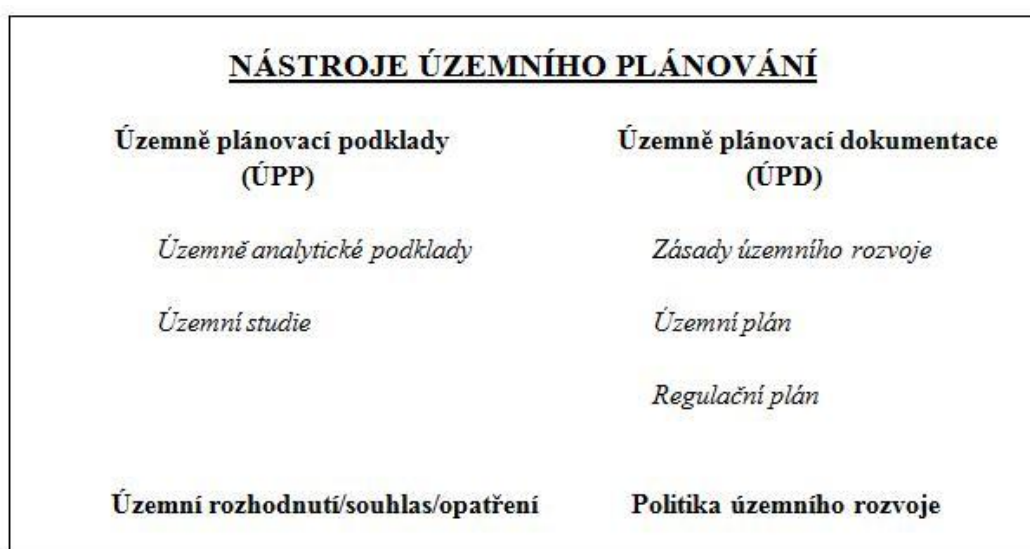 NÁSTROJE ÚZEMNÍHO PLÁNOVÁNÍ
Územně plánovací podklady
(ÚPP)
Územně analytické podklady
Územní studie
Územně plánovací dokumentace
(ÚPD)
Zásady územního rozvoje
Územní plán
Regulační plán
Územní rozhodnutí/souhlas/opatření
Politika územního rozvoje